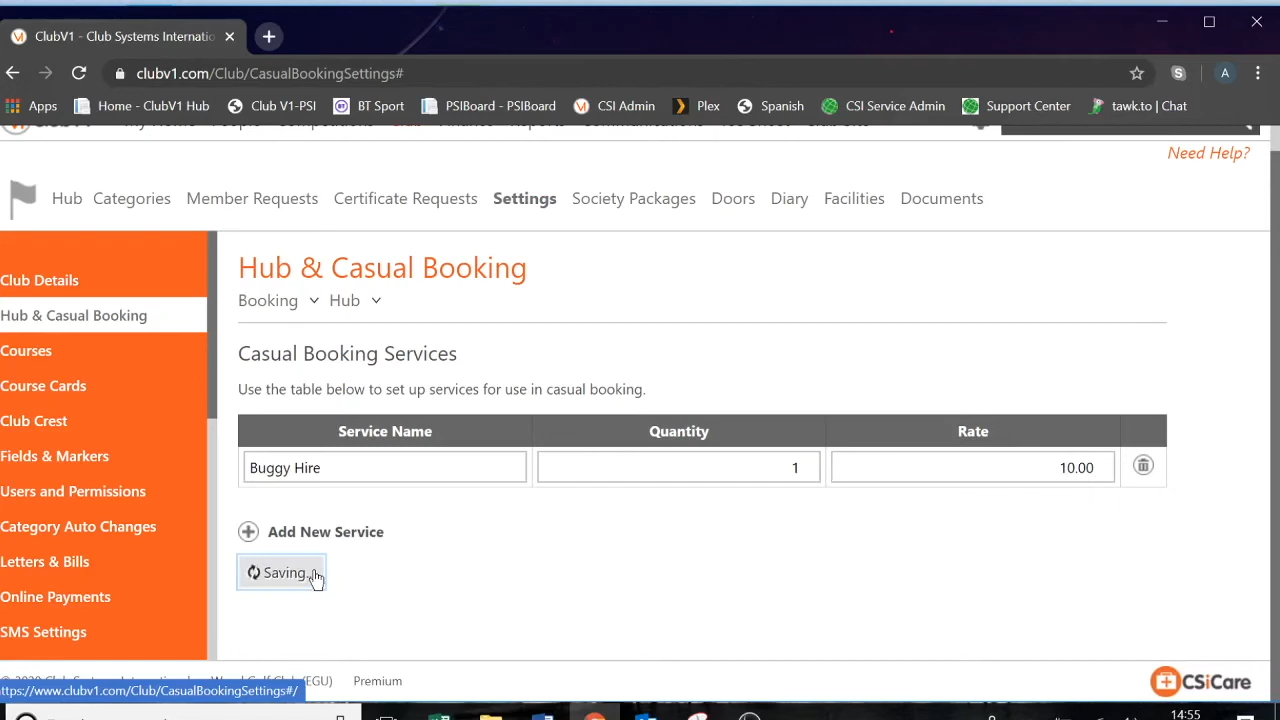 ClubV1 - Club Systems Internatio
clubv1.com/Club/CasualBookingSettings#
A
Apps Home - ClubV1 Hub Club V1-PSI BT Sport PSIBoard - PSIBoard CSI Admin Plex Spanish CSI Service Admin Support Center tawk.to | Chat
Need Help?
Hub Categories Member Requests Certificate Requests Settings Society Packages Doors Diary Facilities Documents
Club Details
Hub & Casual Booking
Courses
Course Cards
Club Crest
Fields & Markers
Users and Permissions
Category Auto Changes
Letters & Bills
Online Payments
SMS Settings
Hub & Casual Booking
Booking Hub
Casual Booking Services
Use the table below to set up services for use in casual booking.
Service Name Quantity Rate
Buggy Hire 1 10.00
Add New Service
Saving..
Golf Club (EGU) Premium
CSiCare
https://www.clubv1.com/Club/CasualBookingSettings#/
14:55